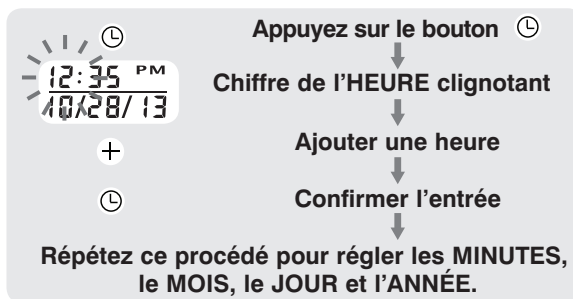 Appuyez sur le bouton
12:35 PM
10/28/13
Chiffre de l'HEURE clignotant
+
Ajouter une heure
Confirmer l'entrée
Répétez ce procédé pour régler les MINUTES,
le MOIS, le JOUR et l'ANNÉE.